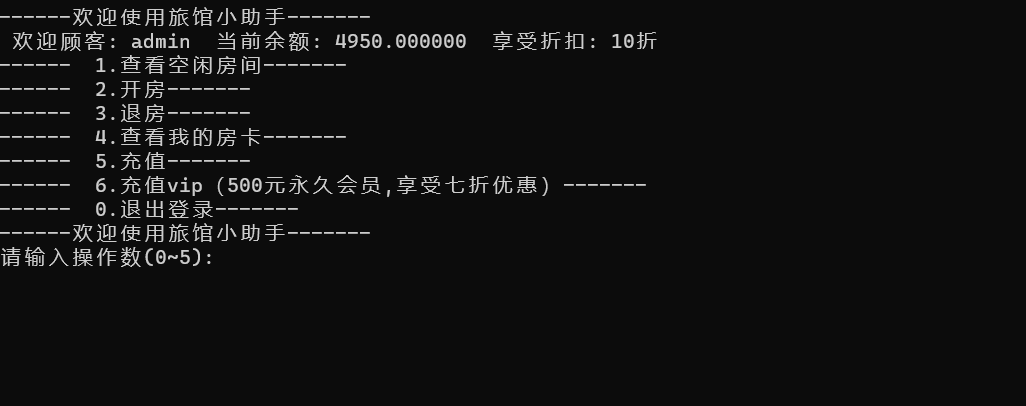 ------欢迎使用旅馆小助手-------
 欢迎顾客: admin  当前余额: 4950.000000  享受折扣: 10折
------  1.查看空闲房间-------
------  2.开房-------
------  3.退房-------
------  4.查看我的房卡-------
------  5.充值-------
------  6.充值vip (500元永久会员,享受七折优惠) -------
------  0.退出登录-------
------欢迎使用旅馆小助手-------
请输入操作数(0~5):